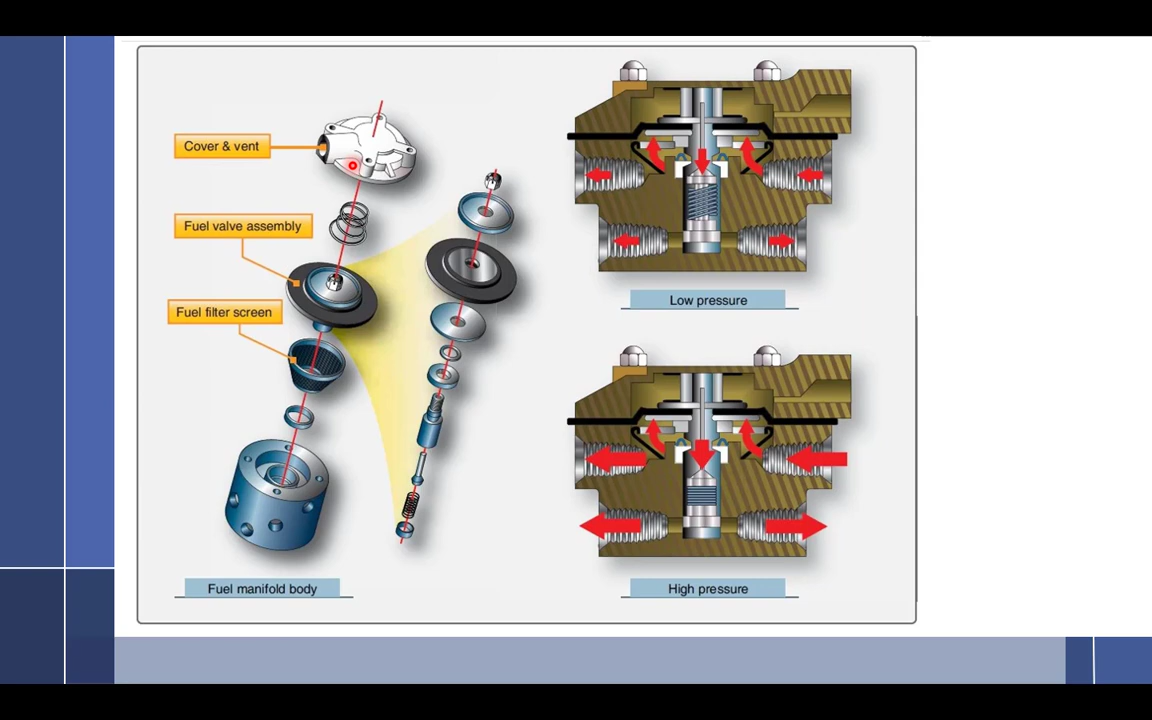 Cover & vent
Fuel valve assembly
Fuel filter screen
Fuel manifold body
Low pressure
High pressure